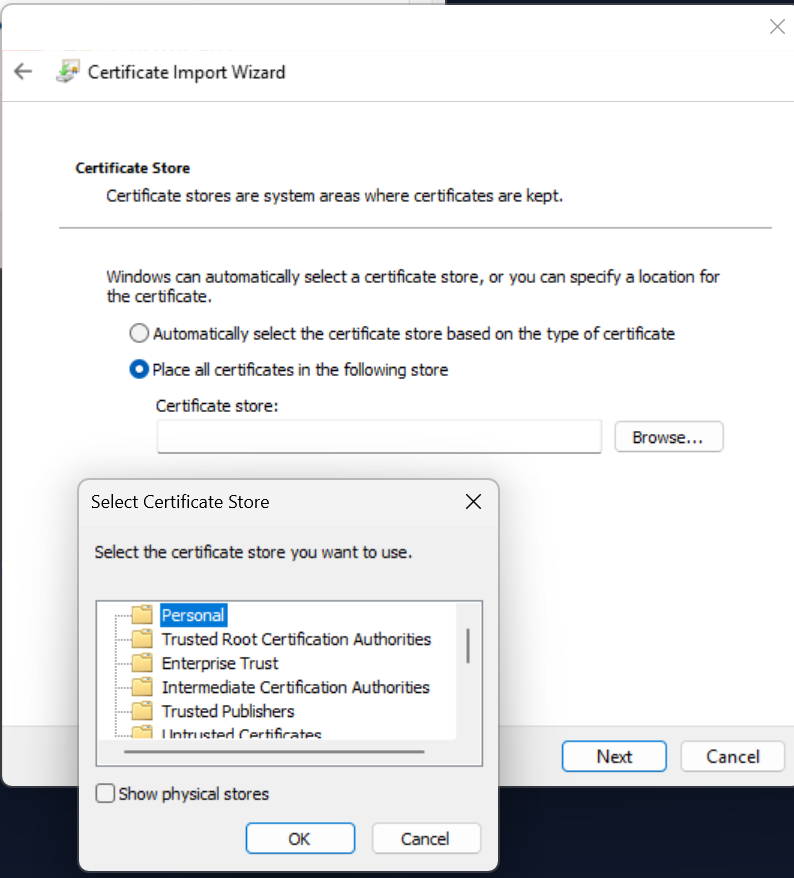 Certificate Import Wizard
Certificate Store
Certificate stores are system areas where certificates are kept.
Windows can automatically select a certificate store, or you can specify a location for
the certificate.
Automatically select the certificate store based on the type of certificate
Place all certificates in the following store
Certificate store:
Browse...
Select Certificate Store
Select the certificate store you want to use.
Personal
Trusted Root Certification Authorities
Enterprise Trust
Intermediate Certification Authorities
Trusted Publishers
Untrusted Certificates
Show physical stores
OK
Cancel
Next
Cancel